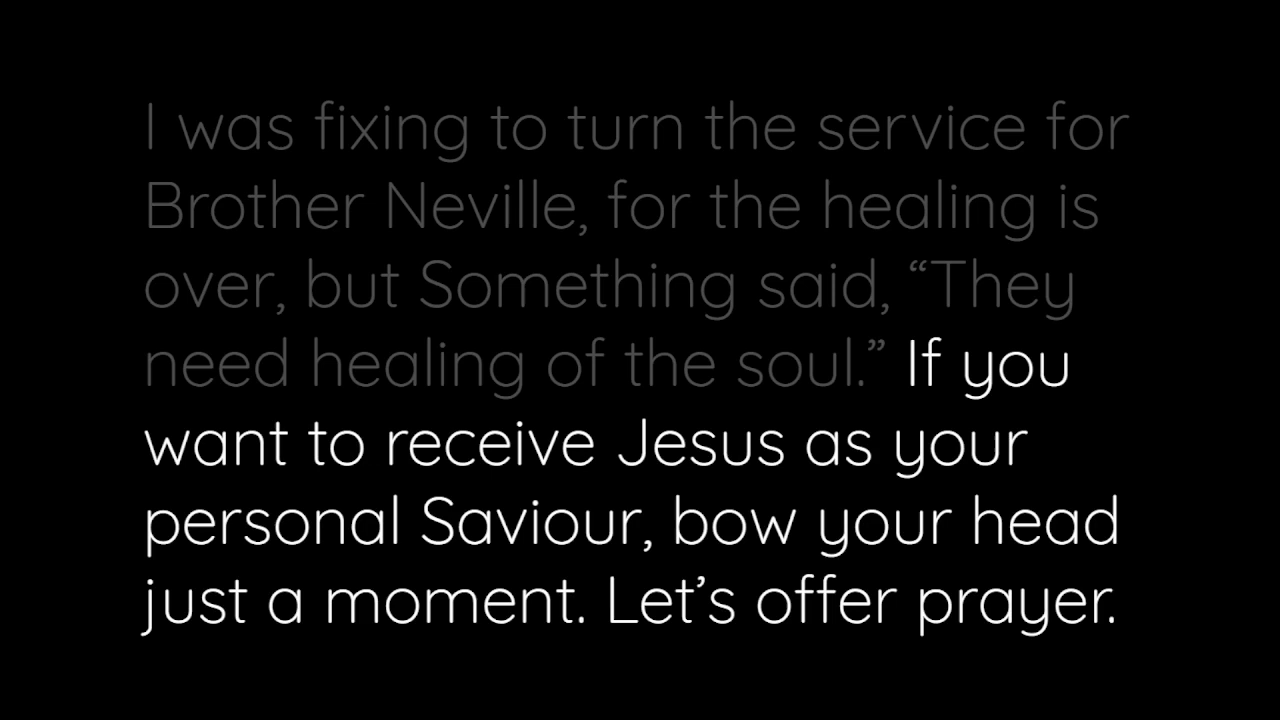 I was fixing to turn the service for
Brother Neville, for the healing is
over, but Something said, “They
need healing of the soul.” If you
want to receive Jesus as your
personal Saviour, bow your head
just a moment. Let’s offer prayer.